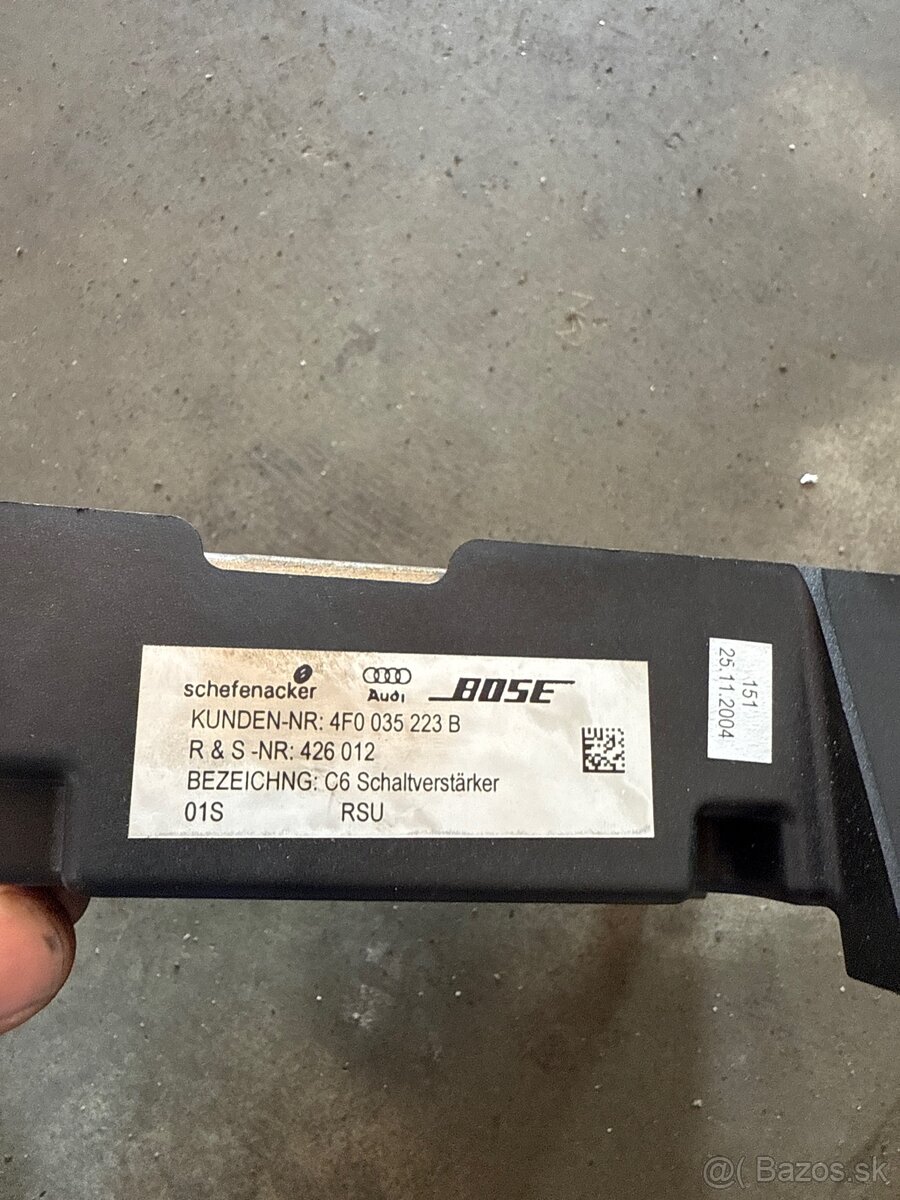 schefenacker Audi BOSE
KUNDEN-NR: 4F0 035 223 B
R & S -NR: 426 012
BEZEICHNG: C6 Schaltverstärker
01S RSU
151
25.11.2004
@( Bazos.sk